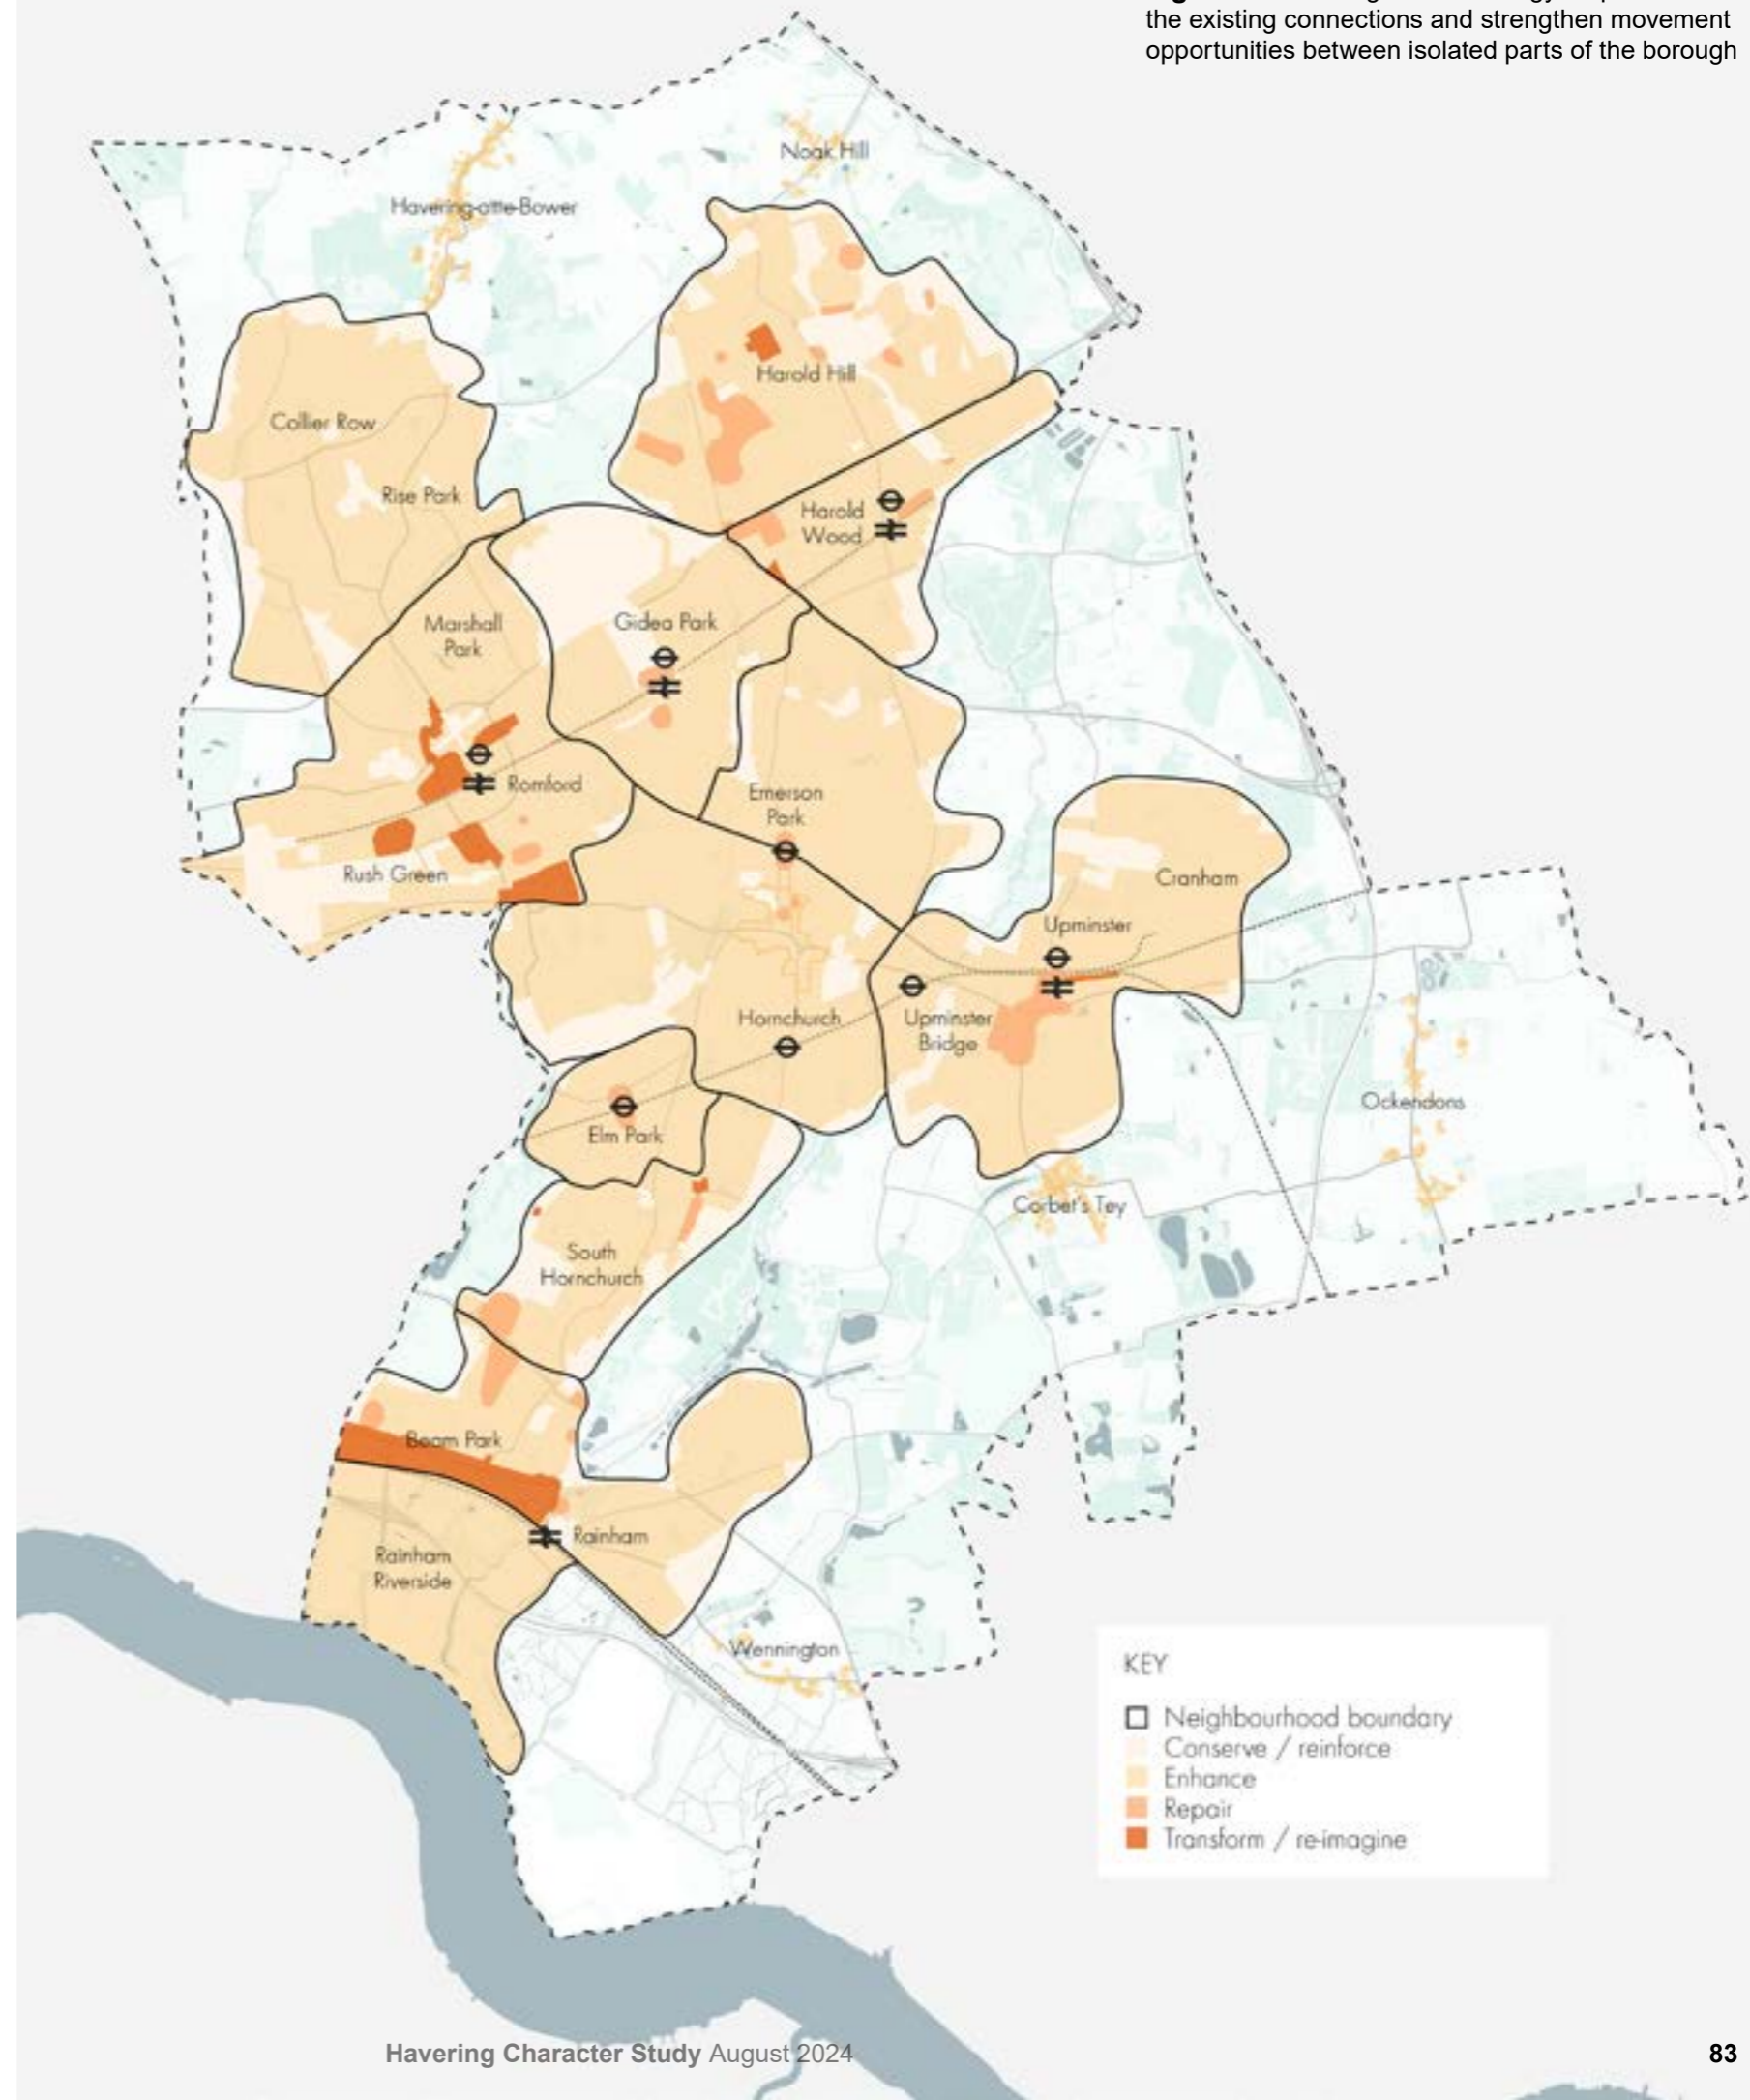 the existing connections and strengthen movement
opportunities between isolated parts of the borough
Noak Hill
Havering-atte-Bower
Harold Hill
Collier Row
Rise Park
Harold
Wood
Marshall
Park
Gidea Park
Romford
Emerson
Park
Rush Green
Cranham
Upminster
Hornchurch
Upminster
Bridge
Ockendons
Elm Park
Corbet's Tey
South
Hornchurch
Beam Park
Rainham
Rainham
Riverside
Wennington
KEY
Neighbourhood boundary
Conserve / reinforce
Enhance
Repair
Transform / re-imagine
Havering Character Study August 2024
83